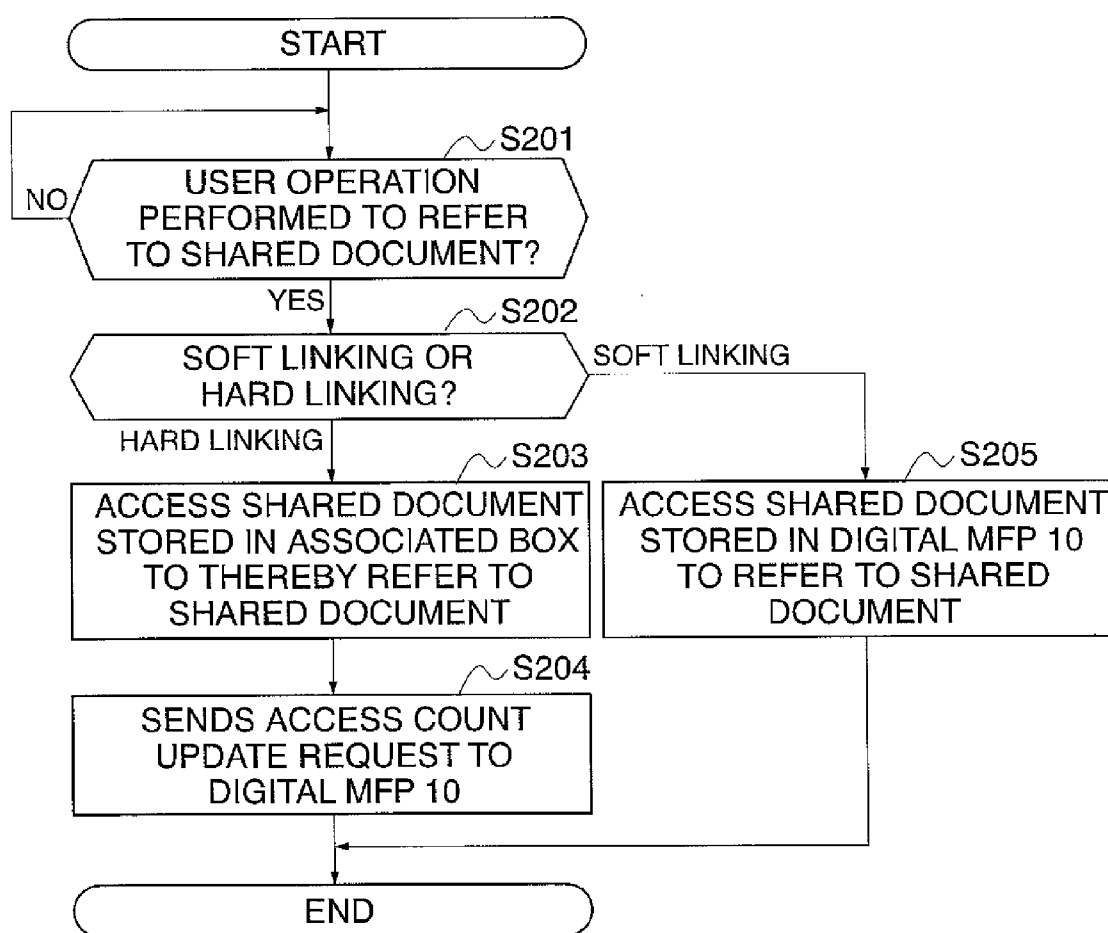 START
S201
USER OPERATION
PERFORMED TO REFER
TO SHARED DOCUMENT?
NO
YES
S202
SOFT LINKING OR
HARD LINKING?
SOFT LINKING
HARD LINKING
S203
ACCESS SHARED DOCUMENT
STORED IN ASSOCIATED BOX
TO THEREBY REFER TO
SHARED DOCUMENT
S205
ACCESS SHARED DOCUMENT
STORED IN DIGITAL MFP 10
TO REFER TO SHARED
DOCUMENT
S204
SENDS ACCESS COUNT
UPDATE REQUEST TO
DIGITAL MFP 10
END